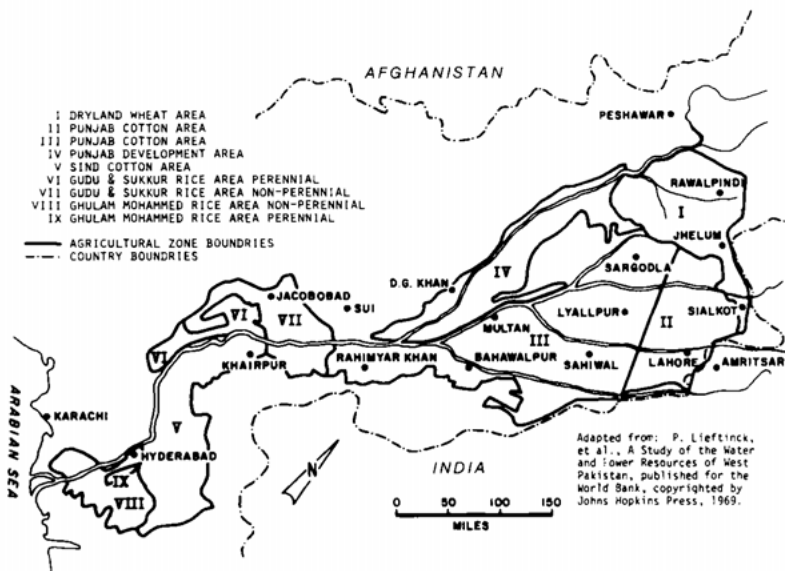 AFGHANISTAN
PESHAWAR
I DRYLAND WHEAT AREA
II PUNJAB COTTON AREA
III PUNJAB COTTON AREA
IV PUNJAB DEVELOPMENT AREA
V SIND COTTON AREA
VI GUDU & SUKKUR RICE AREA PERENNIAL
VII GUDU & SUKKUR RICE AREA NON-PERENNIAL
VIII GHULAM MOHAMMED RICE AREA NON-PERENNIAL
IX GHULAM MOHAMMED RICE AREA PERENNIAL
AGRICULTURAL ZONE BOUNDRIES
COUNTRY BOUNDRIES
RAWALPINDI
I
JHELUM
SARGODLA
IV
D.G. KHAN
JACOBOBAD
SUI
VI
VII
LYALLPUR
SIALKOT
II
MULTAN
III
VI
KHAIRPUR
RAHIMYAR KHAN
BAHAWALPUR
SAHIWAL
LAHORE
AMRITSAR
ARABIAN SEA
KARACHI
V
HYDERABAD
IX
VIII
N
INDIA
0 50 100 150
MILES
Adapted from: P. Lieftinck,
et al., A Study of the Water
and Fower Resources of West
Pakistan, published for the
World Bank, copyrighted by
Johns Hopkins Press, 1969.